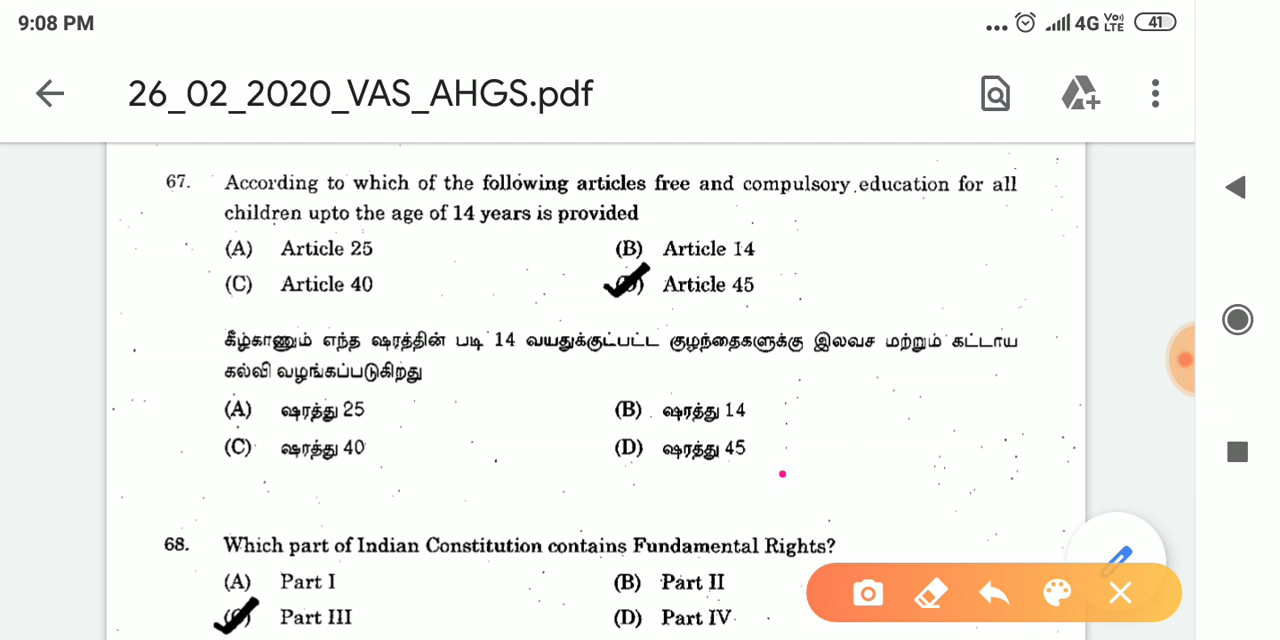 9:08 PM
... 4G Vo) LTE 41
26_02_2020_VAS_AHGS.pdf
67. According to which of the following articles free and compulsory education for all
children upto the age of 14 years is provided
(A) Article 25 (B) Article 14
(C) Article 40 Article 45
கீழ்காணும் எந்த ஷரத்தின் படி 14 வயதுக்குட்பட்ட குழந்தைகளுக்கு இலவச மற்றும் கட்டாய
கல்வி வழங்கப்படுகிறது
(A) ஷரத்து 25 (B) ஷரத்து 14
(C) ஷரத்து 40 (D) ஷரத்து 45
68. Which part of Indian Constitution contains Fundamental Rights?
(A) Part I (B) Part II
Part III (D) Part IV